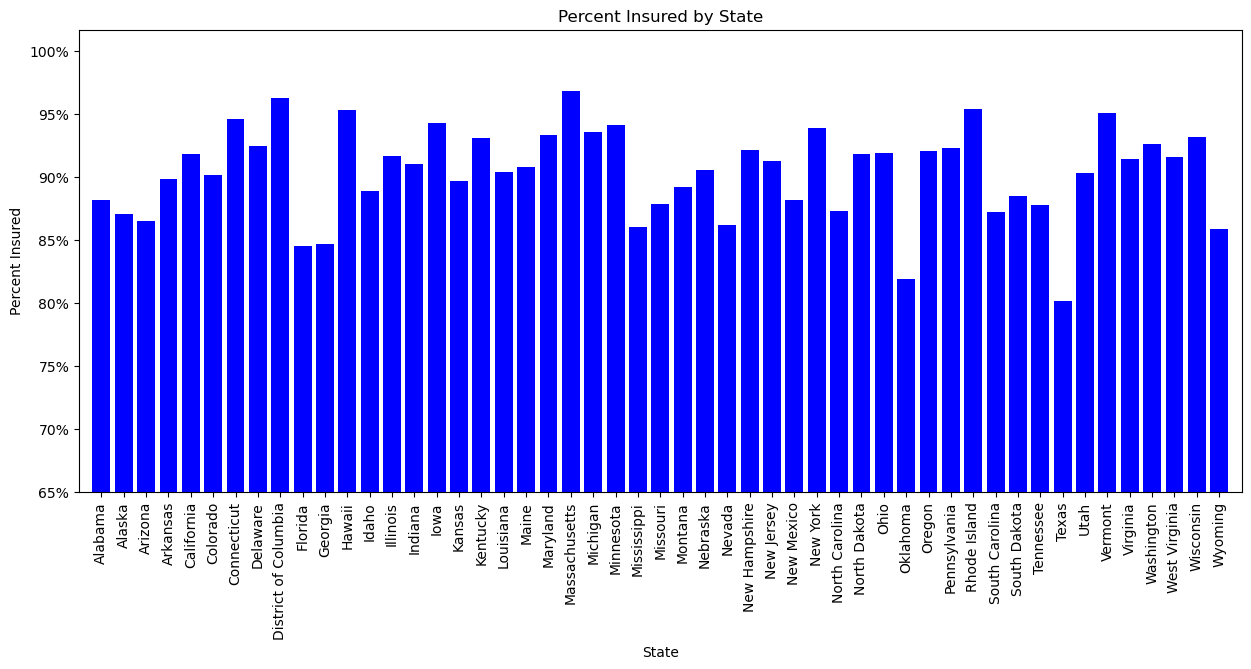 Percent Insured by State
100%
95%
90%
85%
80%
75%
70%
65%
Percent Insured
Alabama
Alaska
Arizona
Arkansas
California
Colorado
Connecticut
Delaware
District of Columbia
Florida
Georgia
Hawaii
Idaho
Illinois
Indiana
Iowa
Kansas
Kentucky
Louisiana
Maine
Maryland
Massachusetts
Michigan
Minnesota
Mississippi
Missouri
Montana
Nebraska
Nevada
New Hampshire
New Jersey
New Mexico
New York
North Carolina
North Dakota
Ohio
Oklahoma
Oregon
Pennsylvania
Rhode Island
South Carolina
South Dakota
Tennessee
Texas
Utah
Vermont
Virginia
Washington
West Virginia
Wisconsin
Wyoming
State